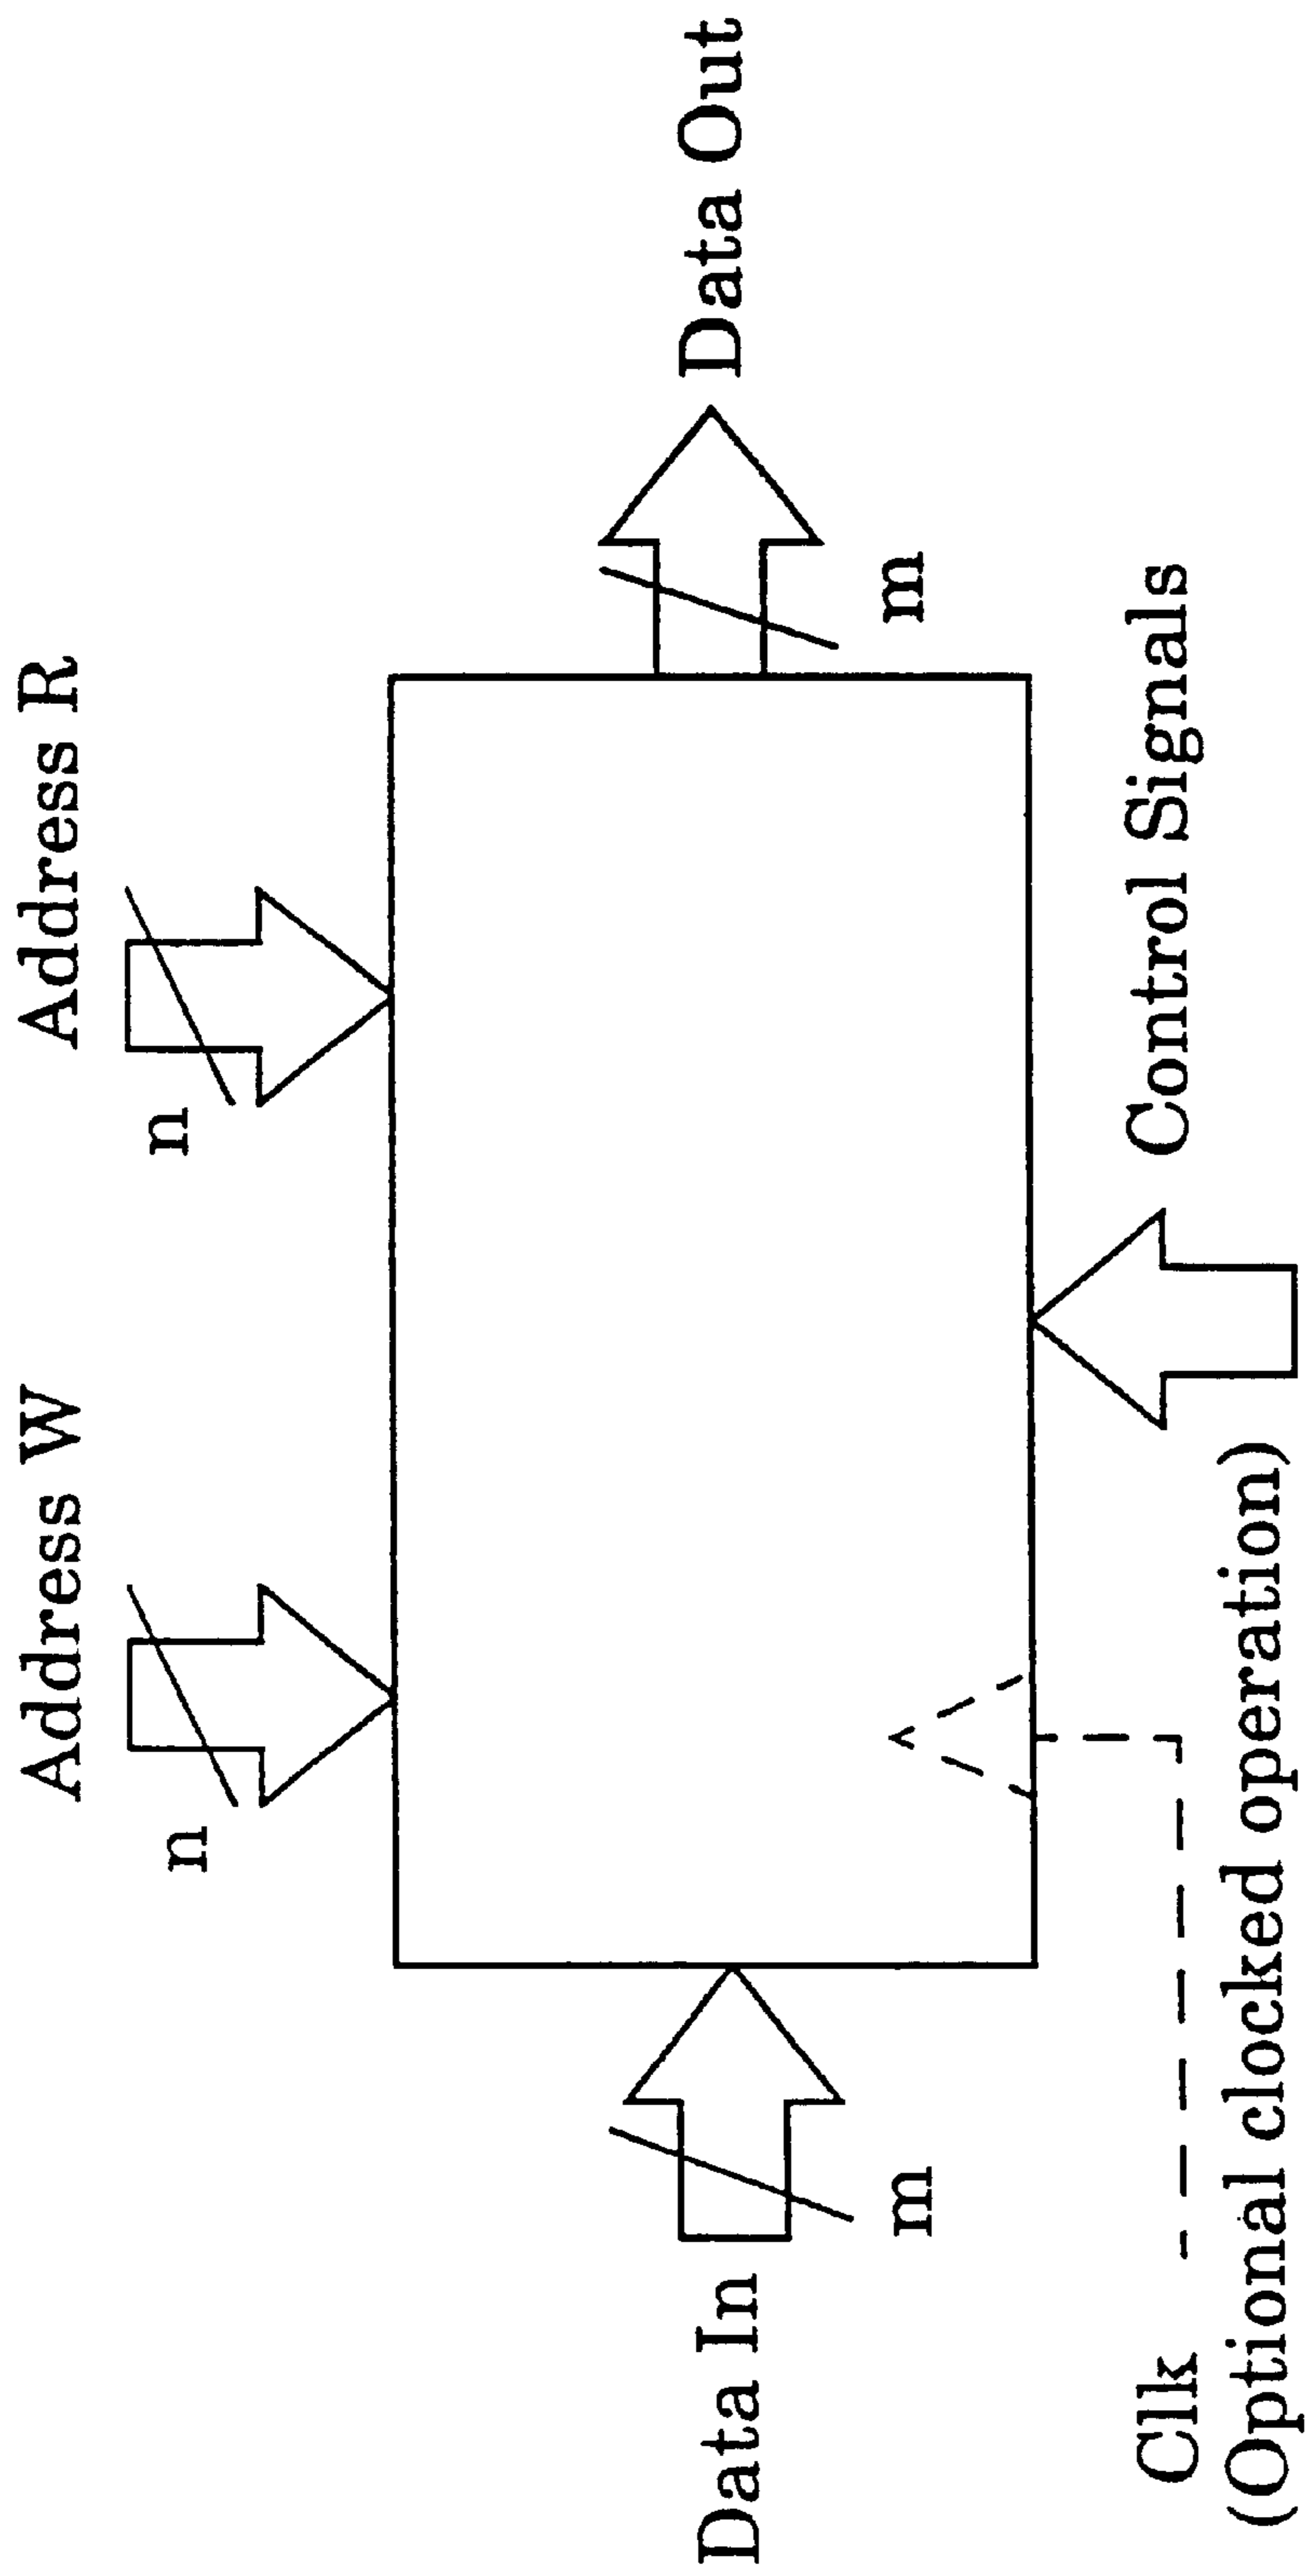 Address W
Address R
n
n
Data In
m
Data Out
m
Control Signals
Clk
(Optional clocked operation)